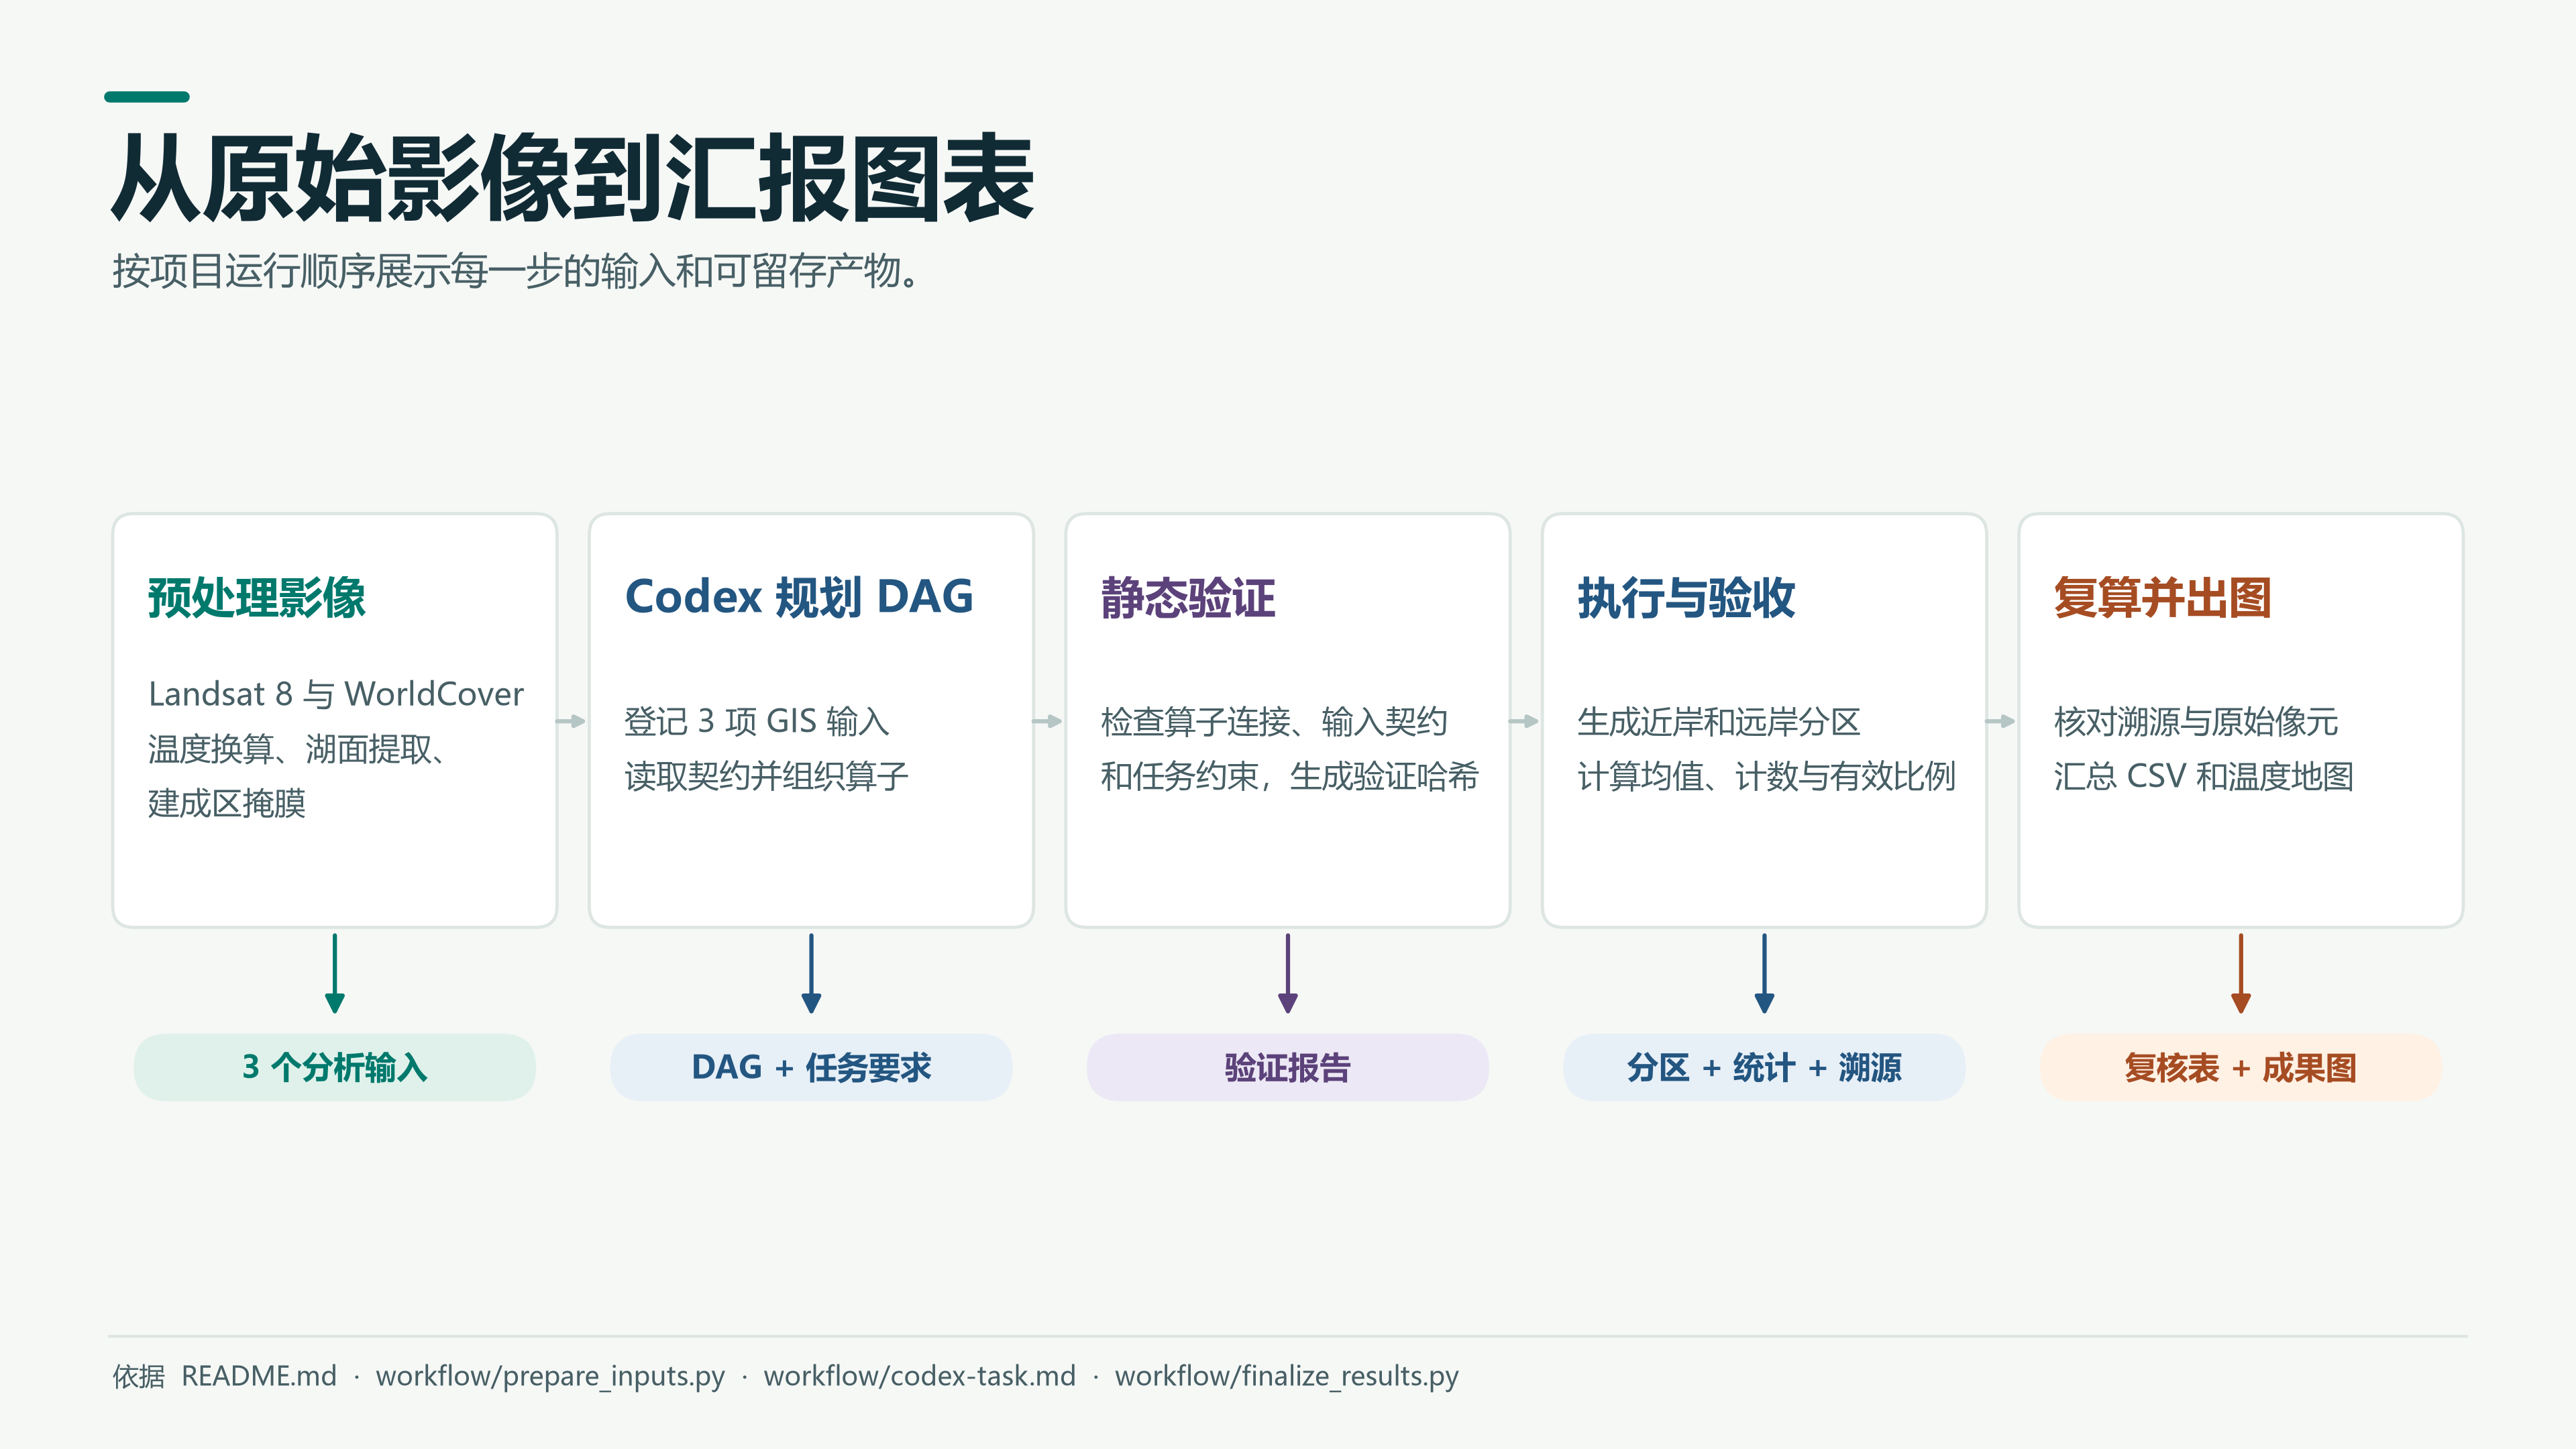 从原始影像到汇报图表
按项目运行顺序展示每一步的输入和可留存产物。
预处理影像
Landsat 8 与 WorldCover
温度换算、湖面提取、
建成区掩膜
3 个分析输入
Codex 规划 DAG
登记 3 项 GIS 输入
读取契约并组织算子
DAG + 任务要求
静态验证
检查算子连接、输入契约
和任务约束，生成验证哈希
验证报告
执行与验收
生成近岸和远岸分区
计算均值、计数与有效比例
分区 + 统计 + 溯源
复算并出图
核对溯源与原始像元
汇总 CSV 和温度地图
复核表 + 成果图
依据 README.md · workflow/prepare_inputs.py · workflow/codex-task.md · workflow/finalize_results.py